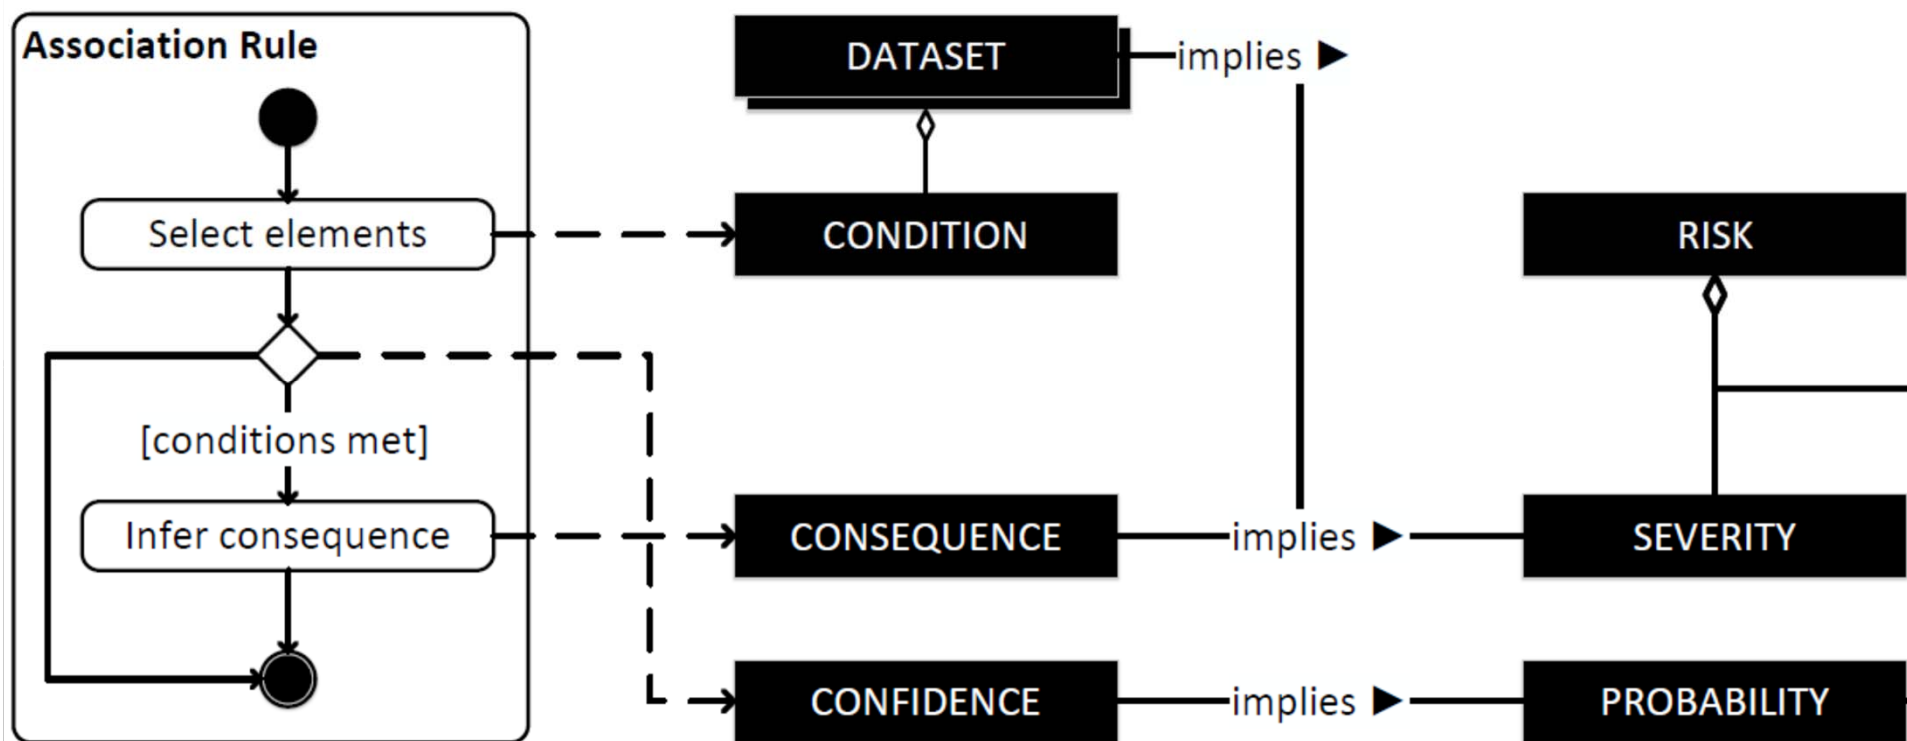 Association Rule
DATASET
implies ►
Select elements
CONDITION
RISK
[conditions met]
Infer consequence
CONSEQUENCE
implies ►
SEVERITY
CONFIDENCE
implies ►
PROBABILITY